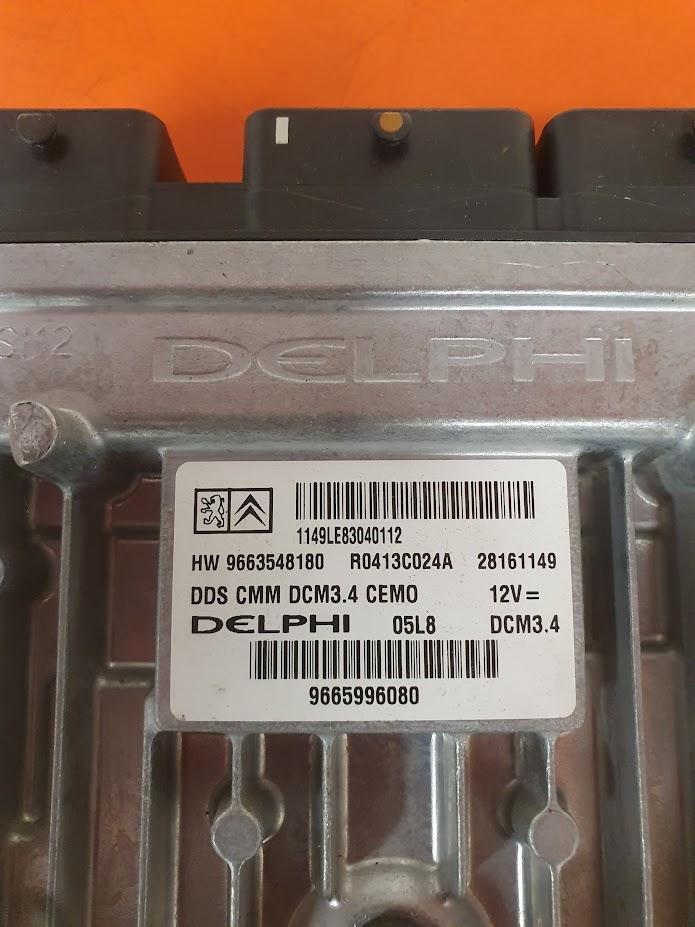 DELPHI
1149LE83040112
HW 9663548180 R0413C024A 28161149
DDS CMM DCM3.4 CEMO 12V=
DELPHI 05L8 DCM3.4
9665996080